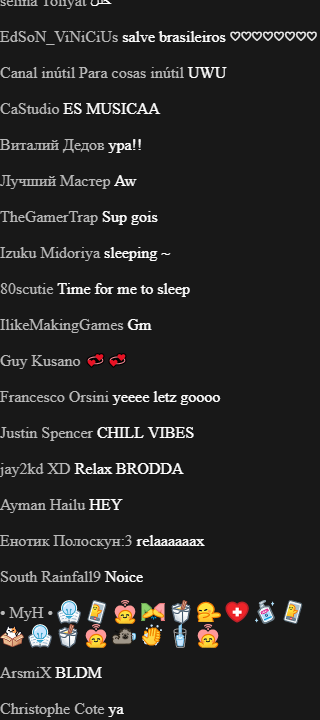 selina Toliyat
EdSoN_ViNiCiUs salve brasileiros ♡♡♡♡♡♡♡♡
Canal inútil Para cosas inútil UWU
CaStudio ES MUSICAA
Виталий Дедов ура!!
Лучший Мастер Aw
TheGamerTrap Sup gois
Izuku Midoriya sleeping ~
80scutie Time for me to sleep
IlikeMakingGames Gm
Guy Kusano 💞 💞
Francesco Orsini yeeee letz goooo
Justin Spencer CHILL VIBES
jay2kd XD Relax BRODDA
Ayman Hailu HEY
Енотик Полоскун:3 relaaaaaax
South Rainfall9 Noice
• MyH •
ArsmiX BLDM
Christophe Cote ya